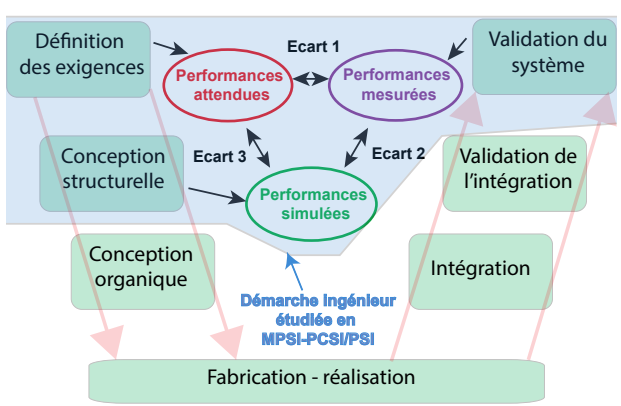 Définition
des exigences
Ecart 1
Validation du
système
Performances
attendues
Performances
mesurées
Conception
structurelle
Ecart 3
Ecart 2
Validation de
l'intégration
Performances
simulées
Conception
organique
Intégration
Démarche ingénieur
étudiée en
MPSI-PCSI/PSI
Fabrication - réalisation